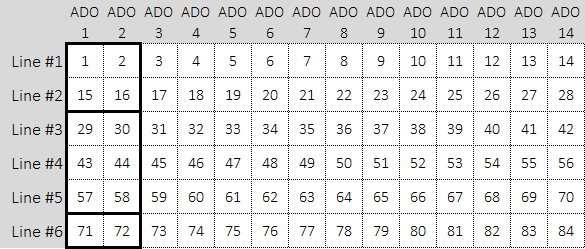 ADO ADO ADO ADO ADO ADO ADO ADO ADO ADO ADO ADO ADO ADO
1 2 3 4 5 6 7 8 9 10 11 12 13 14
Line #1 1 2 3 4 5 6 7 8 9 10 11 12 13 14
Line #2 15 16 17 18 19 20 21 22 23 24 25 26 27 28
Line #3 29 30 31 32 33 34 35 36 37 38 39 40 41 42
Line #4 43 44 45 46 47 48 49 50 51 52 53 54 55 56
Line #5 57 58 59 60 61 62 63 64 65 66 67 68 69 70
Line #6 71 72 73 74 75 76 77 78 79 80 81 82 83 84